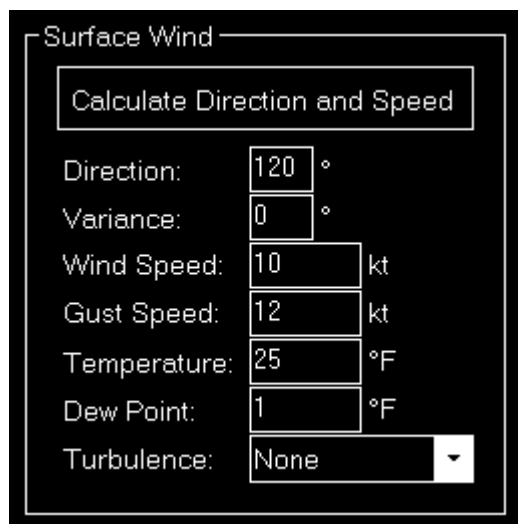 Surface Wind
Calculate Direction and Speed
Direction: 120 °
Variance: 0 °
Wind Speed: 10 kt
Gust Speed: 12 kt
Temperature: 25 °F
Dew Point: 1 °F
Turbulence: None